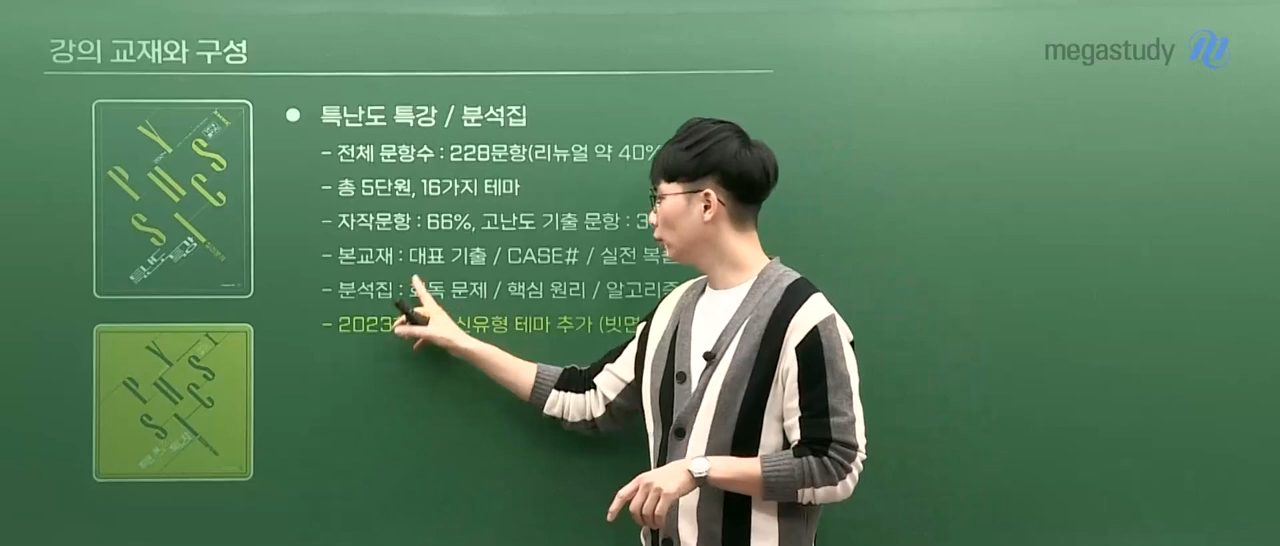 강의 교재와 구성
megastudy
PHYSICS
특난도 특강 / 분석집
- 전체 문항수 : 228문항(리뉴얼 약 40%
- 총 5단원, 16가지 테마
- 자작문항 : 66%, 고난도 기출 문항 : 3
- 본교재 : 대표 기출 / CASE# / 실전 복
- 분석집 : 독 문제 / 핵심 원리 / 알고리
- 2023 신유형 테마 추가 (빗면
PHYSICS